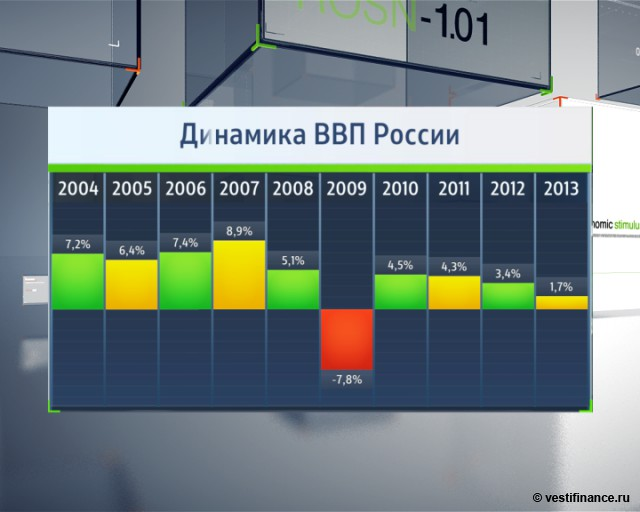 -1.01
Динамика ВВП России
2004 2005 2006 2007 2008 2009 2010 2011 2012 2013
7,2% 6,4% 7,4% 8,9% 5,1% -7,8% 4,5% 4,3% 3,4% 1,7%
stimulu
© vestifinance.ru